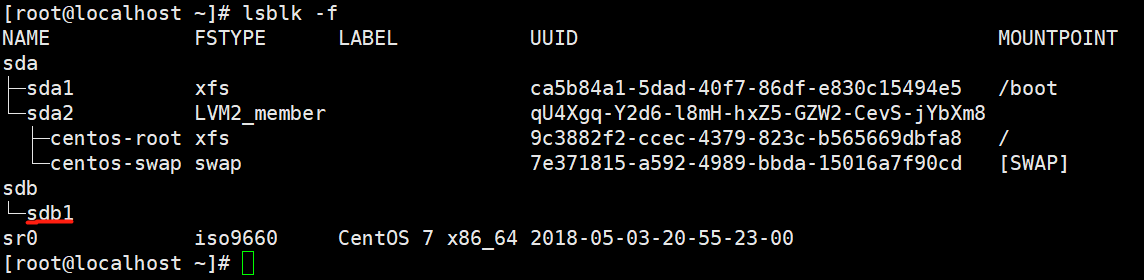 [root@localhost ~]# lsblk -f
NAME            FSTYPE      LABEL           UUID                                   MOUNTPOINT
sda
├─sda1          xfs                         ca5b84a1-5dad-40f7-86df-e830c15494e5   /boot
└─sda2          LVM2_member                 qU4Xgq-Y2d6-l8mH-hxZ5-GZW2-CevS-jYbXm8
  ├─centos-root xfs                         9c3882f2-ccec-4379-823c-b565669dbfa8   /
  └─centos-swap swap                        7e371815-a592-4989-bbda-15016a7f90cd   [SWAP]
sdb
└─sdb1
sr0             iso9660     CentOS 7 x86_64 2018-05-03-20-55-23-00
[root@localhost ~]#